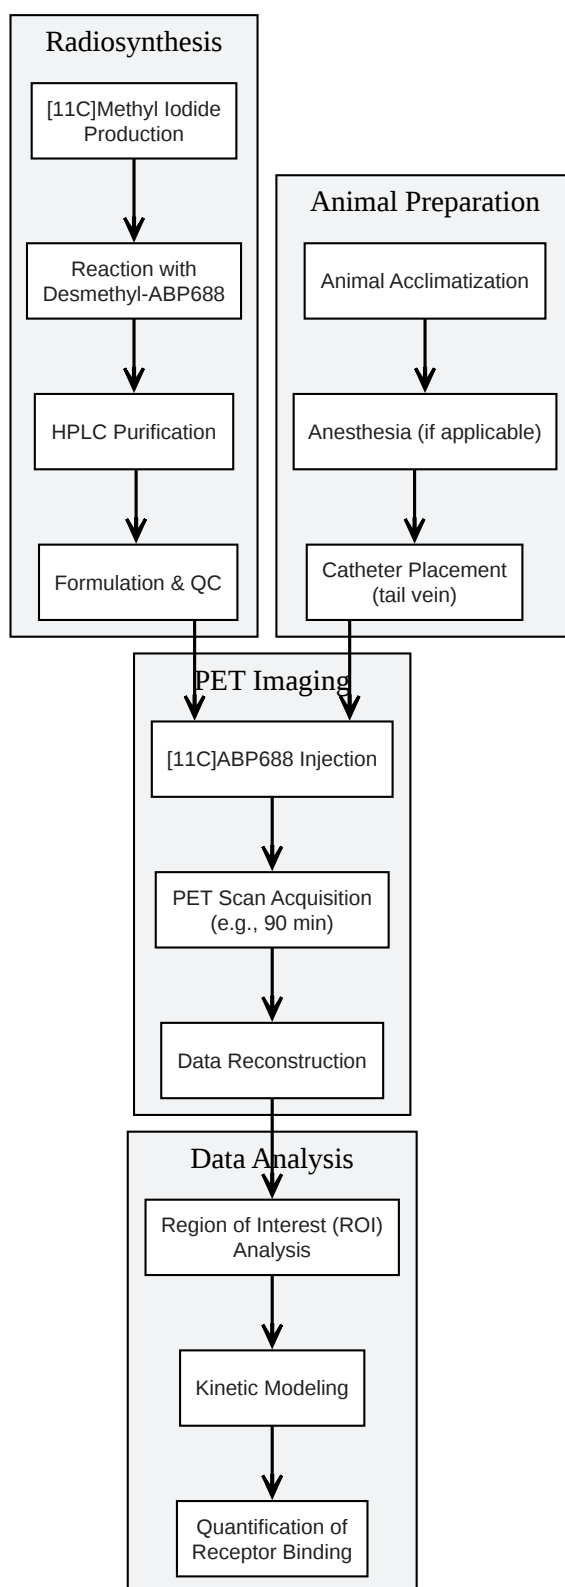 Radiosynthesis
[11C]Methyl Iodide
Production
Reaction with
Desmethyl-ABP688
HPLC Purification
Formulation & QC
Animal Preparation
Animal Acclimatization
Anesthesia (if applicable)
Catheter Placement
(tail vein)
PET Imaging
[11C]ABP688 Injection
PET Scan Acquisition
(e.g., 90 min)
Data Reconstruction
Data Analysis
Region of Interest (ROI)
Analysis
Kinetic Modeling
Quantification of
Receptor Binding